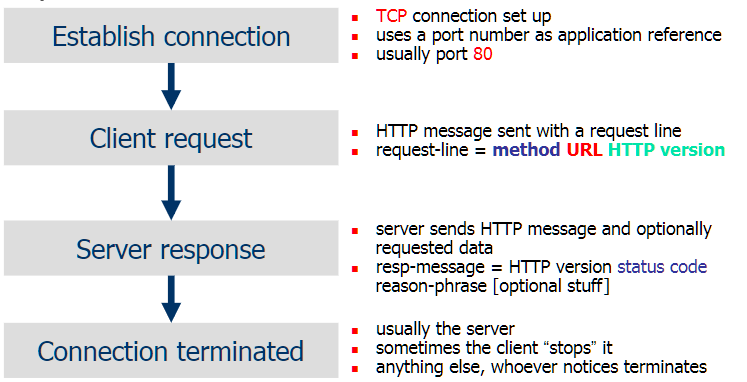 Establish connection
TCP connection set up
uses a port number as application reference
usually port 80
Client request
HTTP message sent with a request line
request-line = method URL HTTP version
Server response
server sends HTTP message and optionally
requested data
resp-message = HTTP version status code
reason-phrase [optional stuff]
Connection terminated
usually the server
sometimes the client “stops” it
anything else, whoever notices terminates